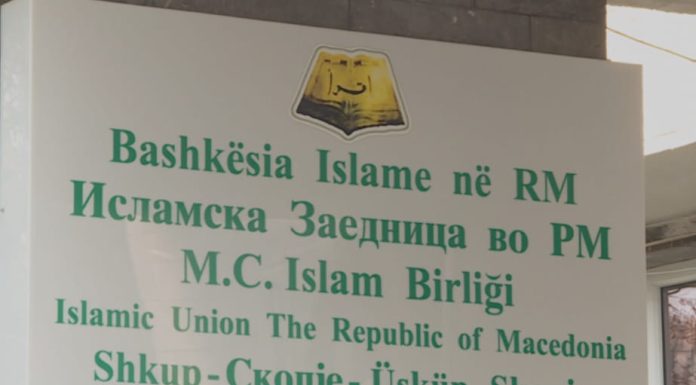 اقرأ
Bashkësia Islame në RM
Исламска Заедница во РМ
M.C. Islam Birliği
Islamic Union The Republic of Macedonia
Shkup - Скопје - Üsküp -